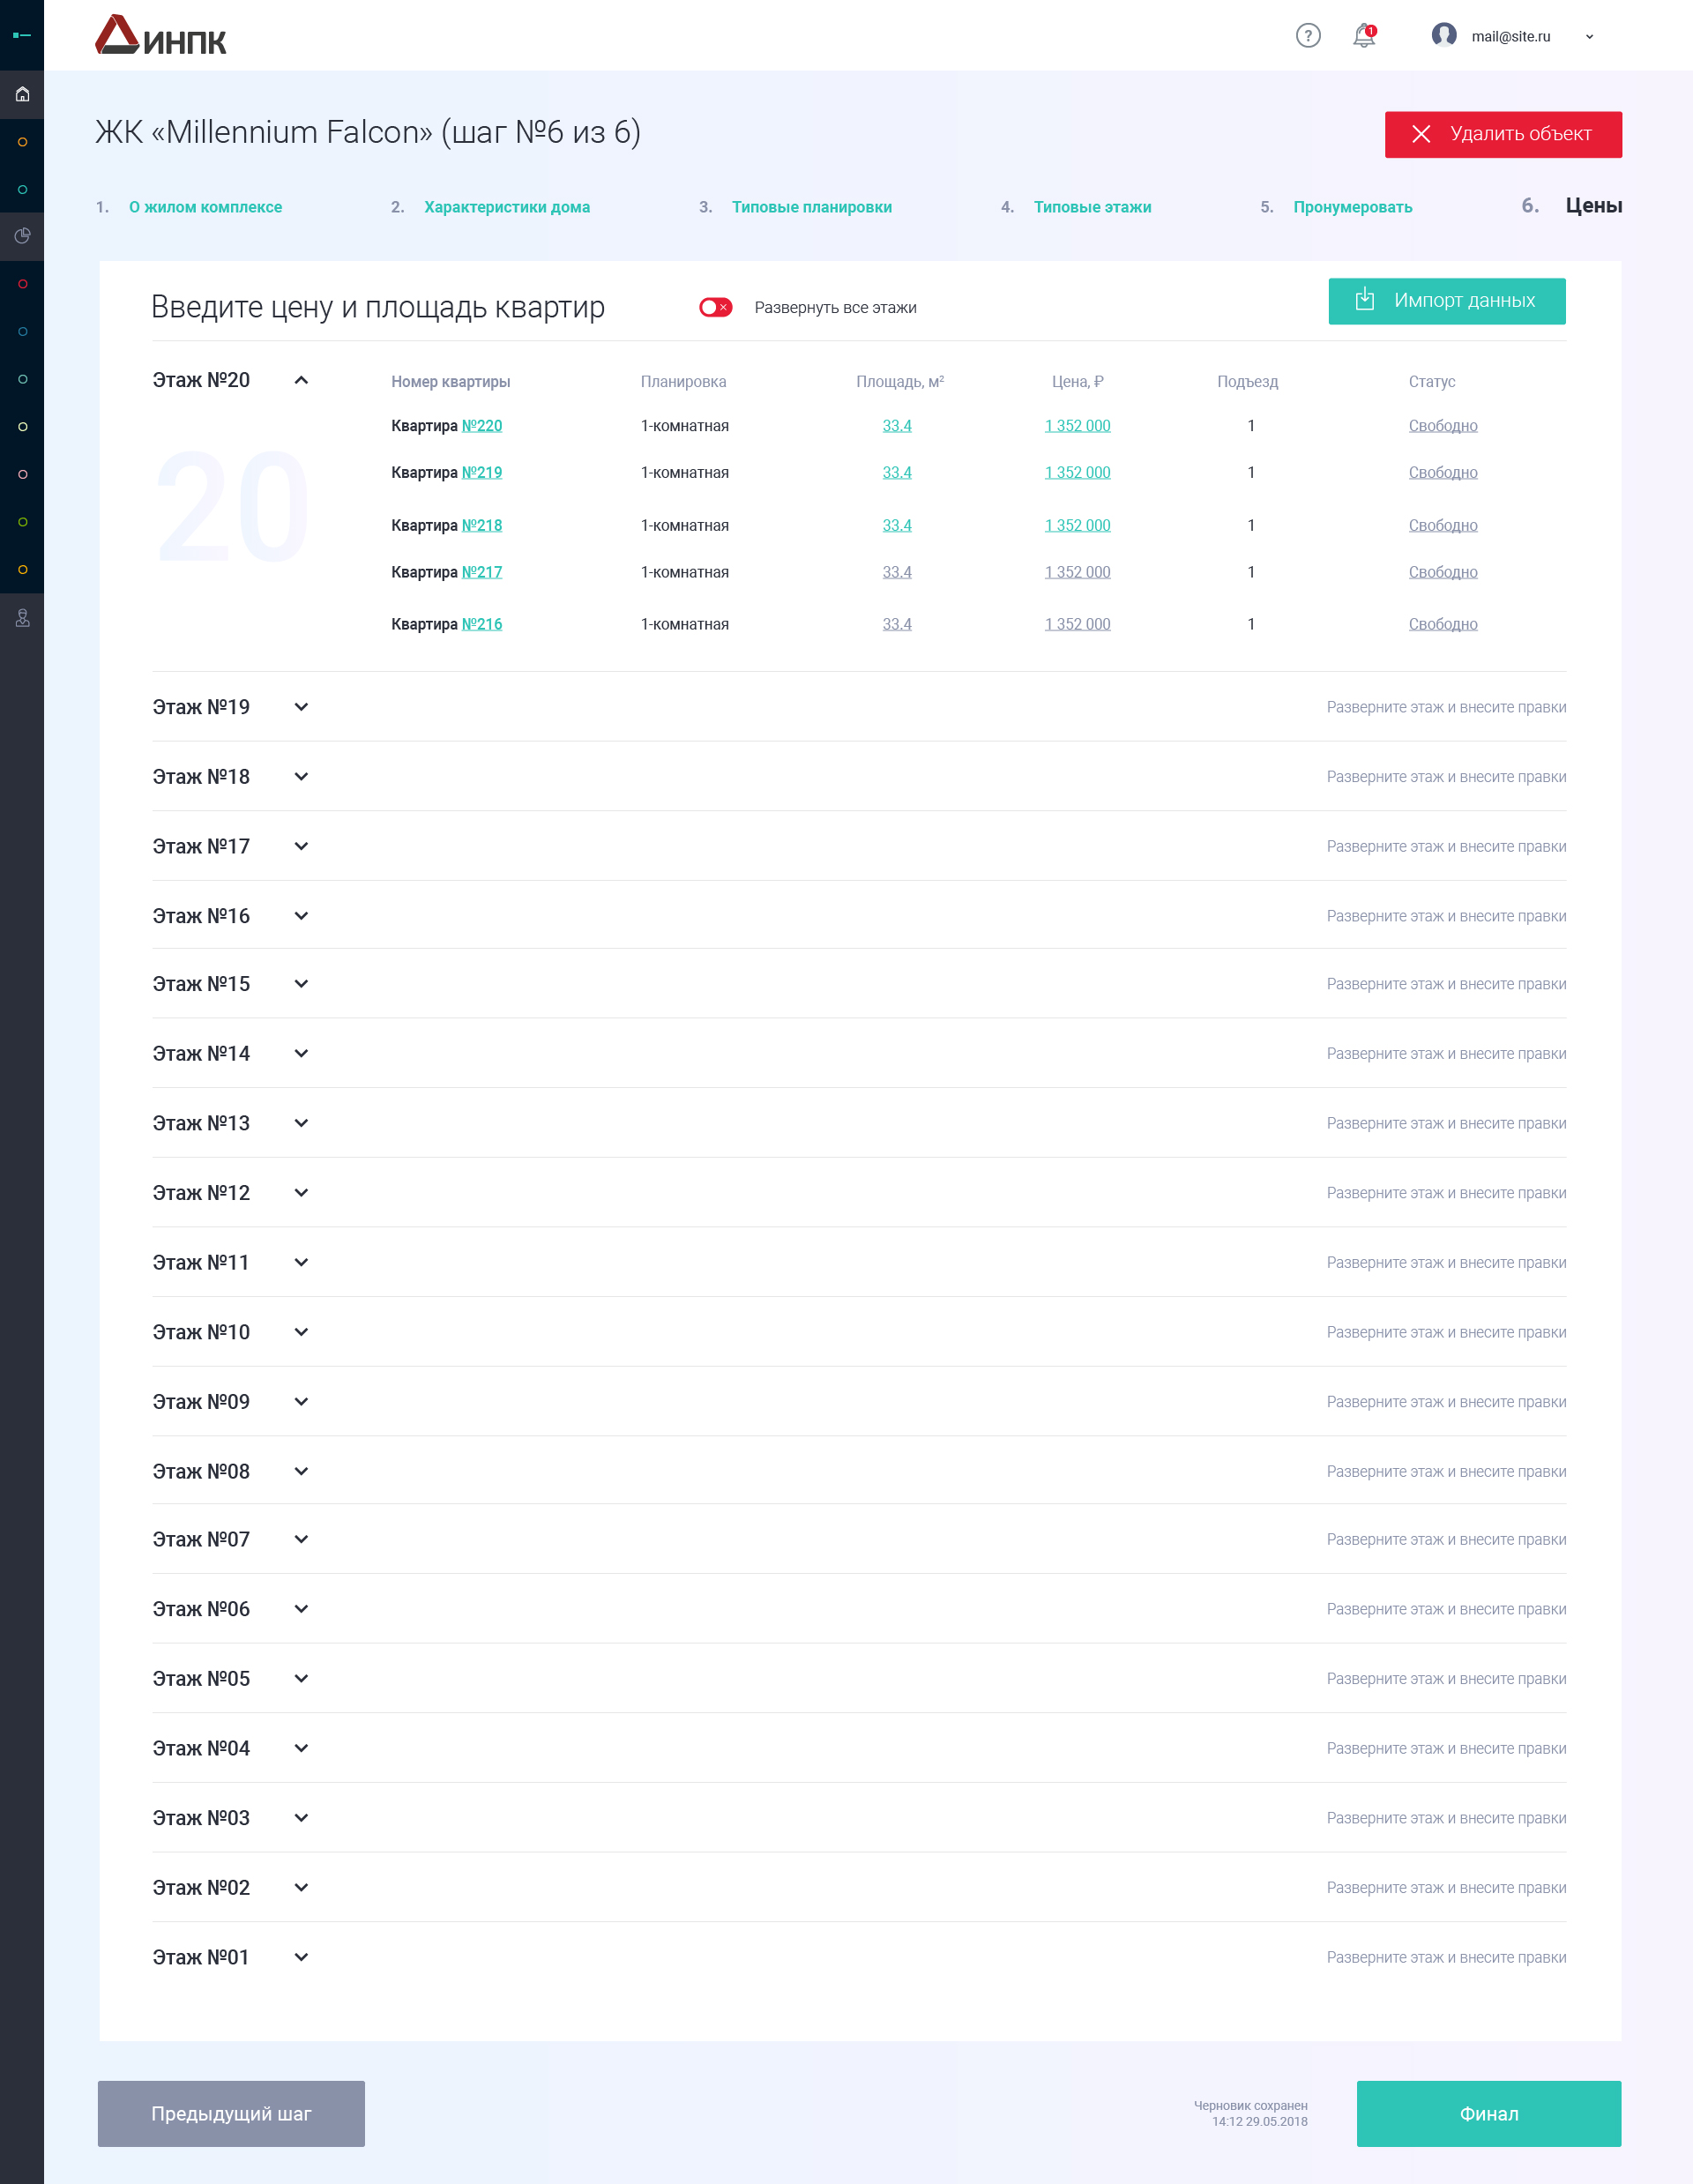 ИНПК
?
1
mail@site.ru
ЖК «Millennium Falcon» (шаг №6 из 6)
Удалить объект
1. О жилом комплексе
2. Характеристики дома
3. Типовые планировки
4. Типовые этажи
5. Пронумеровать
6. Цены
Введите цену и площадь квартир
Развернуть все этажи
Импорт данных
Этаж №20
20
Номер квартиры Планировка Площадь, м² Цена, ₽ Подъезд Статус
Квартира №220 1-комнатная 33.4 1 352 000 1 Свободно
Квартира №219 1-комнатная 33.4 1 352 000 1 Свободно
Квартира №218 1-комнатная 33.4 1 352 000 1 Свободно
Квартира №217 1-комнатная 33.4 1 352 000 1 Свободно
Квартира №216 1-комнатная 33.4 1 352 000 1 Свободно
Этаж №19 Разверните этаж и внесите правки
Этаж №18 Разверните этаж и внесите правки
Этаж №17 Разверните этаж и внесите правки
Этаж №16 Разверните этаж и внесите правки
Этаж №15 Разверните этаж и внесите правки
Этаж №14 Разверните этаж и внесите правки
Этаж №13 Разверните этаж и внесите правки
Этаж №12 Разверните этаж и внесите правки
Этаж №11 Разверните этаж и внесите правки
Этаж №10 Разверните этаж и внесите правки
Этаж №09 Разверните этаж и внесите правки
Этаж №08 Разверните этаж и внесите правки
Этаж №07 Разверните этаж и внесите правки
Этаж №06 Разверните этаж и внесите правки
Этаж №05 Разверните этаж и внесите правки
Этаж №04 Разверните этаж и внесите правки
Этаж №03 Разверните этаж и внесите правки
Этаж №02 Разверните этаж и внесите правки
Этаж №01 Разверните этаж и внесите правки
Предыдущий шаг
Черновик сохранен
14:12 29.05.2018
Финал